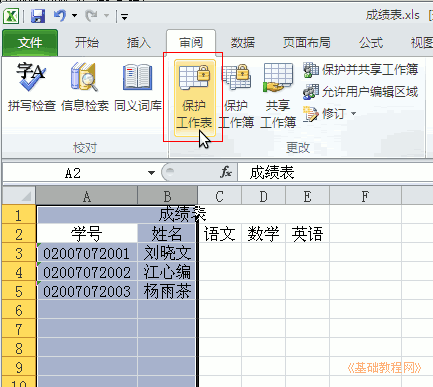 成绩表.xls
文件 开始 插入 审阅 数据 页面布局 公式 视图
字A 拼写检查 信息检索 同义词库 保护工作表 保护工作簿 共享工作簿 保护并共享工作簿
允许用户编辑区域
修订
校对 更改
A2 fx 成绩表
A B C D E F
1 成绩表
2 学号 姓名 语文 数学 英语
3 02007072001 刘晓文
4 02007072002 江心编
5 02007072003 杨雨茶
6
7
8
9 《基础教程网》
10